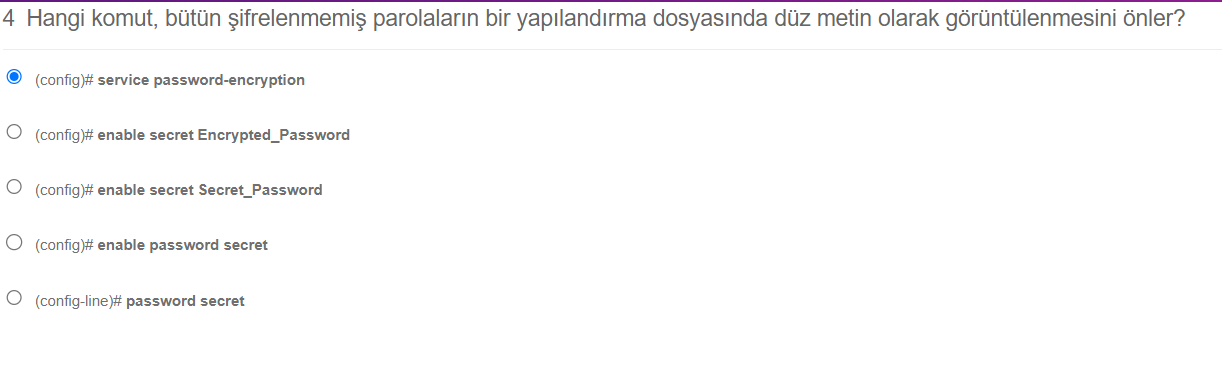 4 Hangi komut, bütün şifrelenmemiş parolaların bir yapılandırma dosyasında düz metin olarak görüntülenmesini önler?
(config)# service password-encryption
(config)# enable secret Encrypted_Password
(config)# enable secret Secret_Password
(config)# enable password secret
(config-line)# password secret